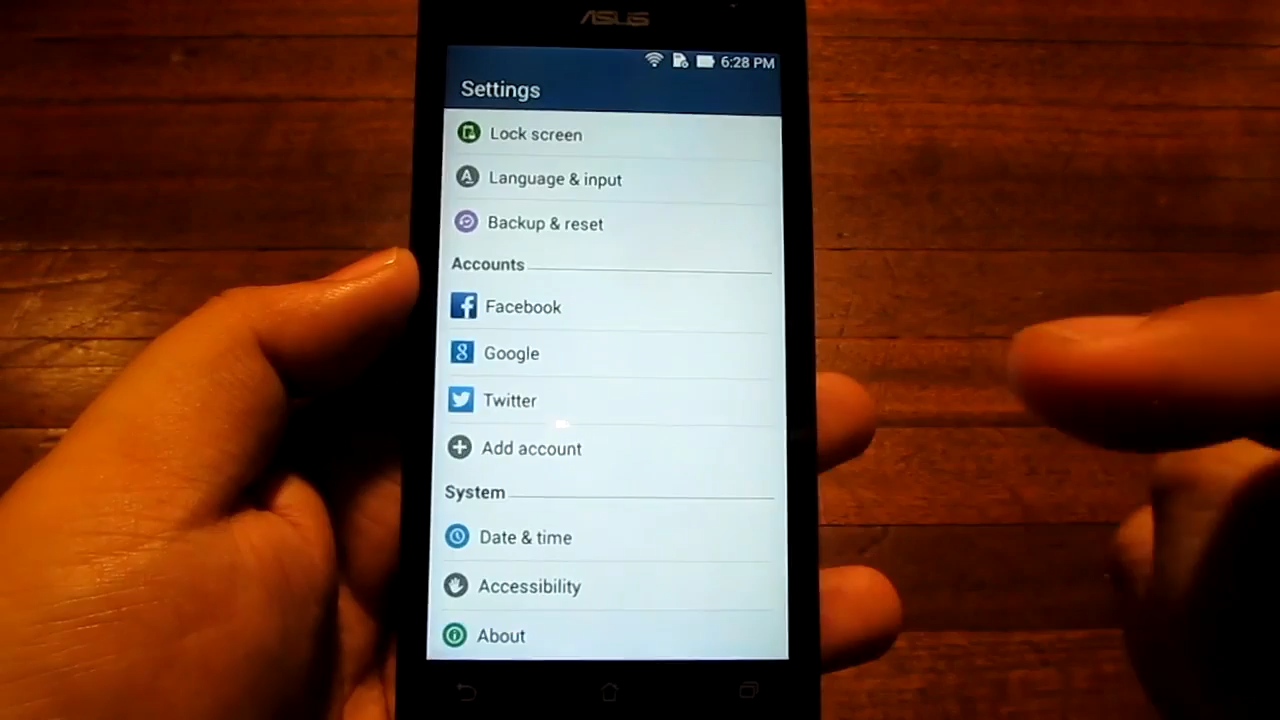 ASUS
6:28 PM
Settings
Lock screen
Language & input
Backup & reset
Accounts
Facebook
Google
Twitter
Add account
System
Date & time
Accessibility
About